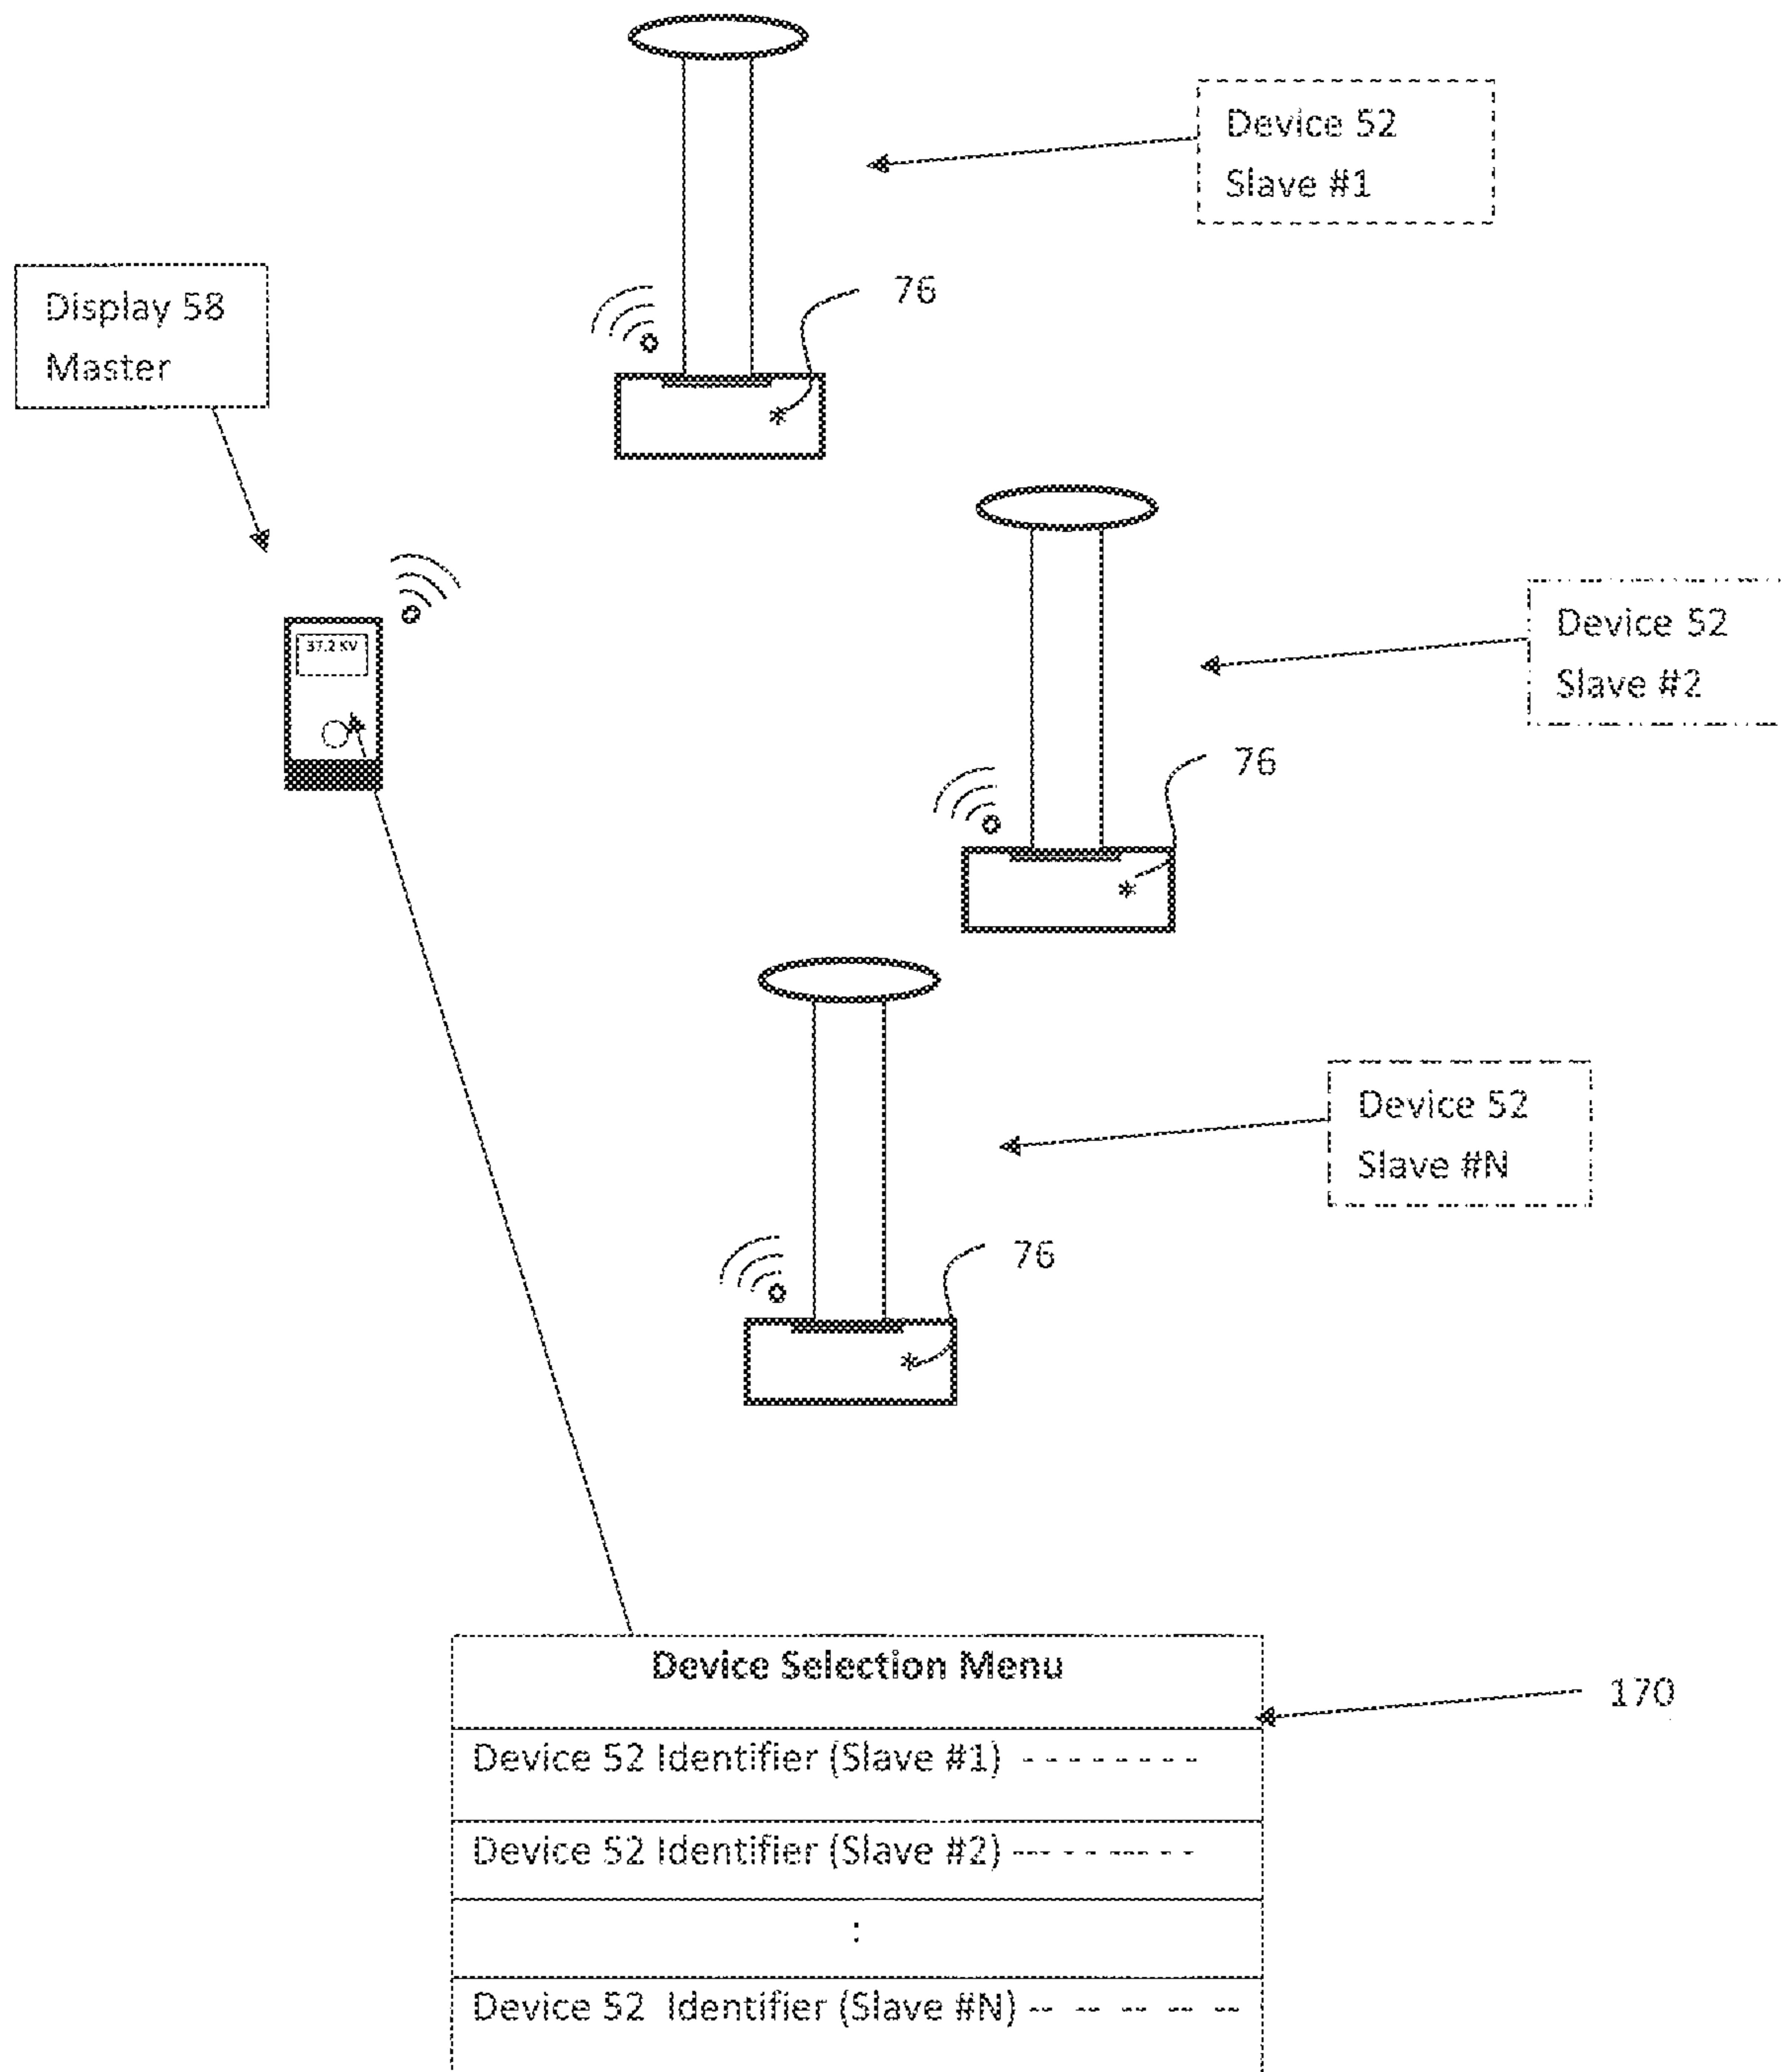 Device 52
Slave #1
76
Display 58
Master
37.2 KV
Device 52
Slave #2
76
Device 52
Slave #N
76
Device Selection Menu
170
Device 52 Identifier (Slave #1) - - - - - - - -
Device 52 Identifier (Slave #2) --- - - --- - -
:
Device 52 Identifier (Slave #N) -- -- -- -- --